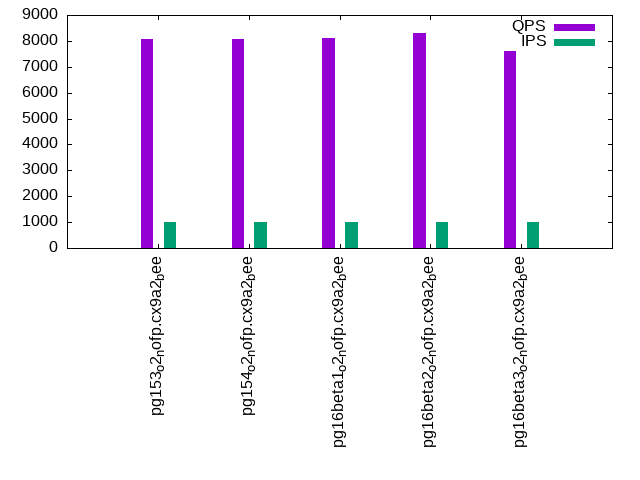 9000
8000
7000
6000
5000
4000
3000
2000
1000
0
QPS
IPS
pg153o2nofp.cx9a2bee
pg154o2nofp.cx9a2bee
pg16beta1o2nofp.cx9a2bee
pg16beta2o2nofp.cx9a2bee
pg16beta3o2nofp.cx9a2bee